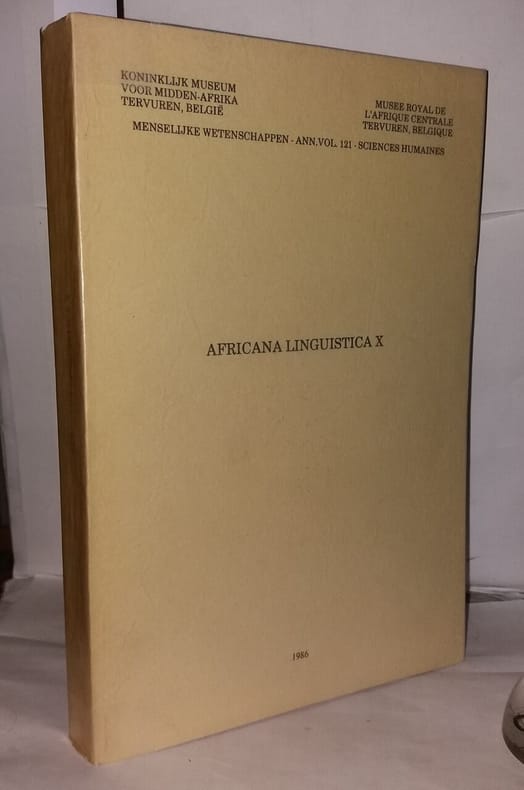 KONINKLIJK MUSEUM
VOOR MIDDEN-AFRIKA
TERVUREN, BELGIË
MUSEE ROYAL DE
L'AFRIQUE CENTRALE
TERVUREN, BELGIQUE
MENSELIJKE WETENSCHAPPEN - ANN.VOL. 121 - SCIENCES HUMAINES
AFRICANA LINGUISTICA X
1986